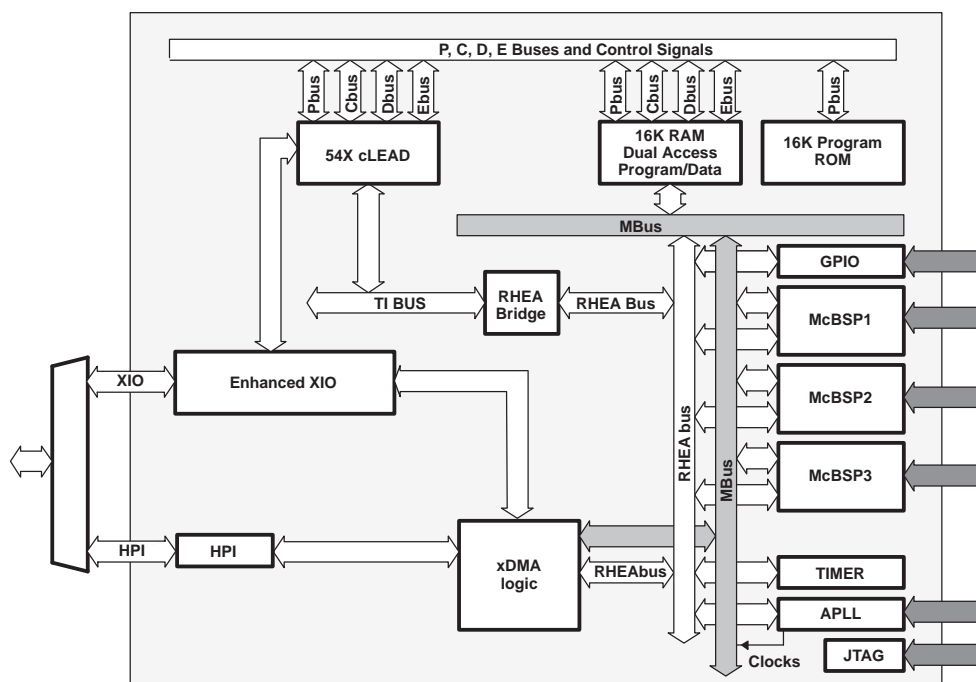 P, C, D, E Buses and Control Signals
Pbus
Cbus
Dbus
Ebus
Pbus
Cbus
Dbus
Ebus
Pbus
54X cLEAD
16K RAM
Dual Access
Program/Data
16K Program
ROM
MBus
GPIO
TI BUS
RHEA
Bridge
RHEA Bus
McBSP1
XIO
Enhanced XIO
McBSP2
RHEA bus
MBus
McBSP3
HPI
HPI
xDMA
logic
RHEAbus
TIMER
APLL
Clocks
JTAG